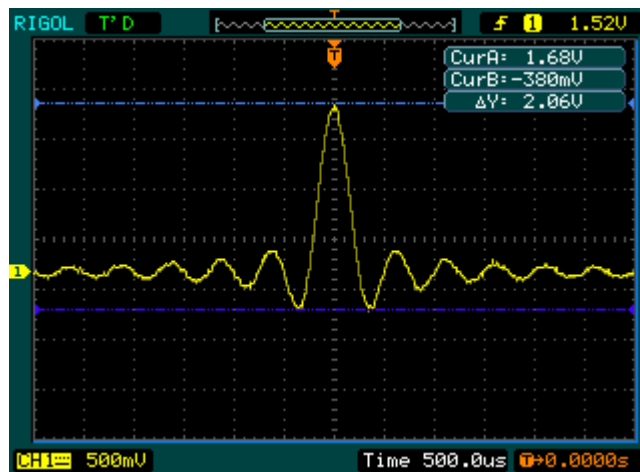 RIGOL T'D T 1 1.52V
T
CurA: 1.68V
CurB:-380mV
ΔY: 2.06V
1
CH1 500mV Time 500.0us T→0.0000s